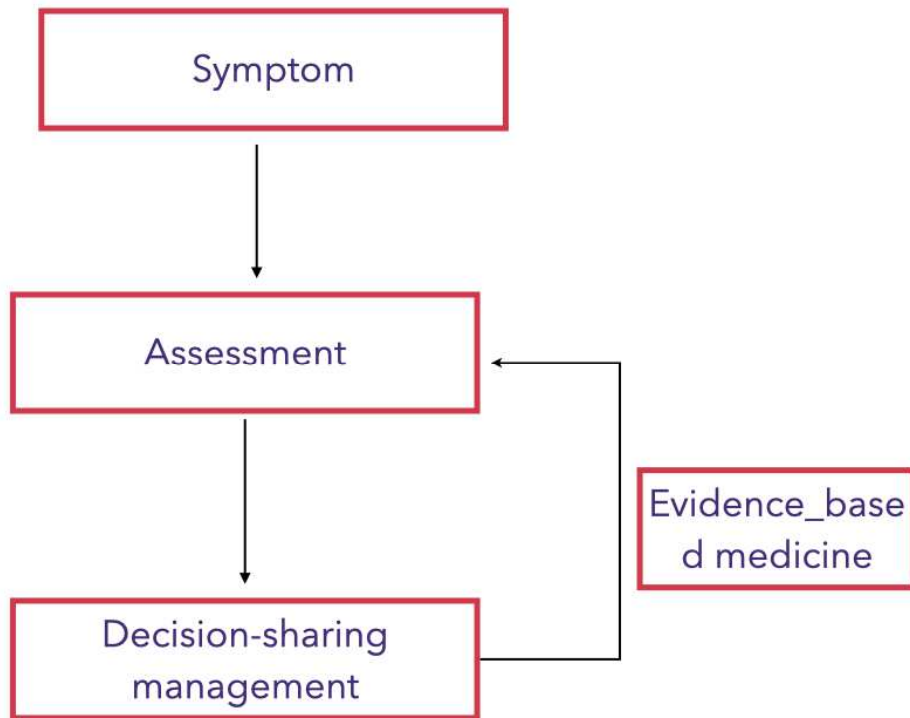 Symptom
Assessment
Evidence_base
d medicine
Decision-sharing
management